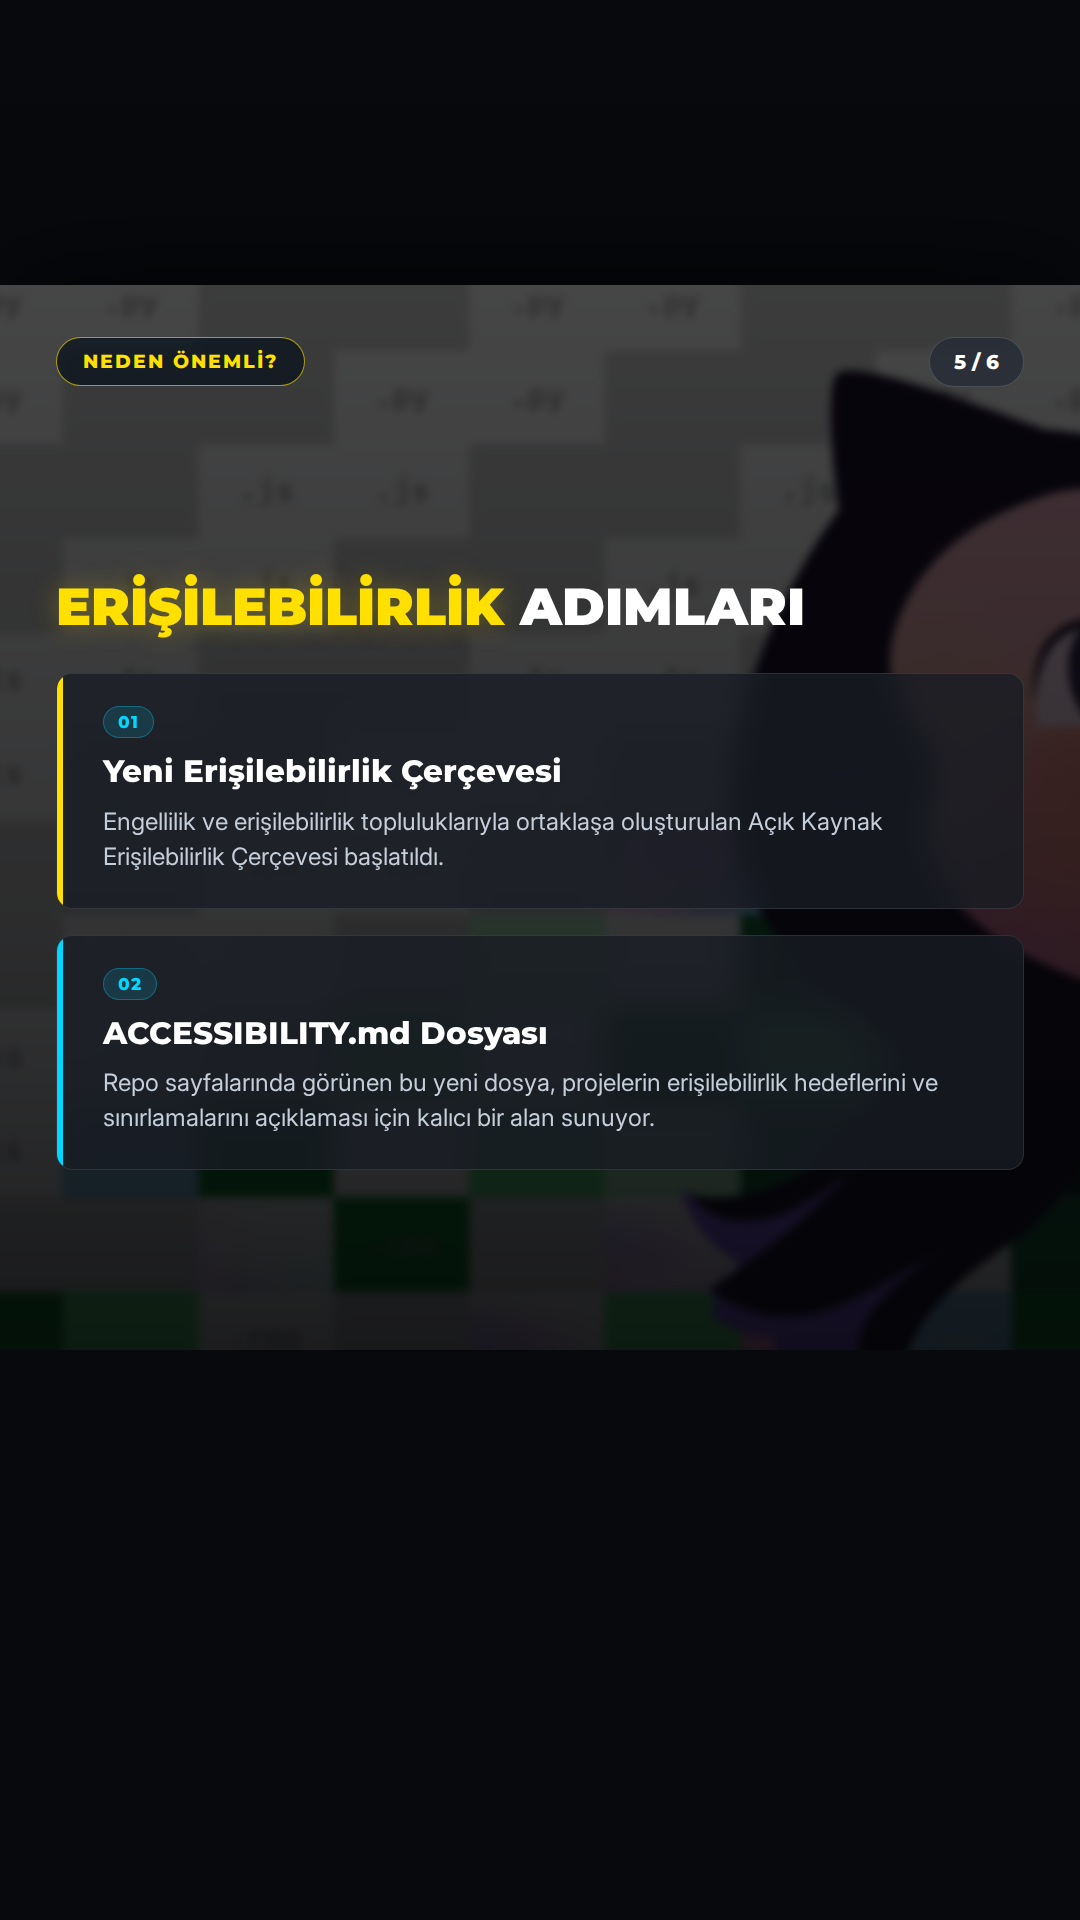 NEDEN ÖNEMLİ?
5 / 6
ERİŞİLEBİLİRLİK ADIMLARI
01
Yeni Erişilebilirlik Çerçevesi
Engellilik ve erişilebilirlik topluluklarıyla ortaklaşa oluşturulan Açık Kaynak
Erişilebilirlik Çerçevesi başlatıldı.
02
ACCESSIBILITY.md Dosyası
Repo sayfalarında görünen bu yeni dosya, projelerin erişilebilirlik hedeflerini ve
sınırlamalarını açıklaması için kalıcı bir alan sunuyor.